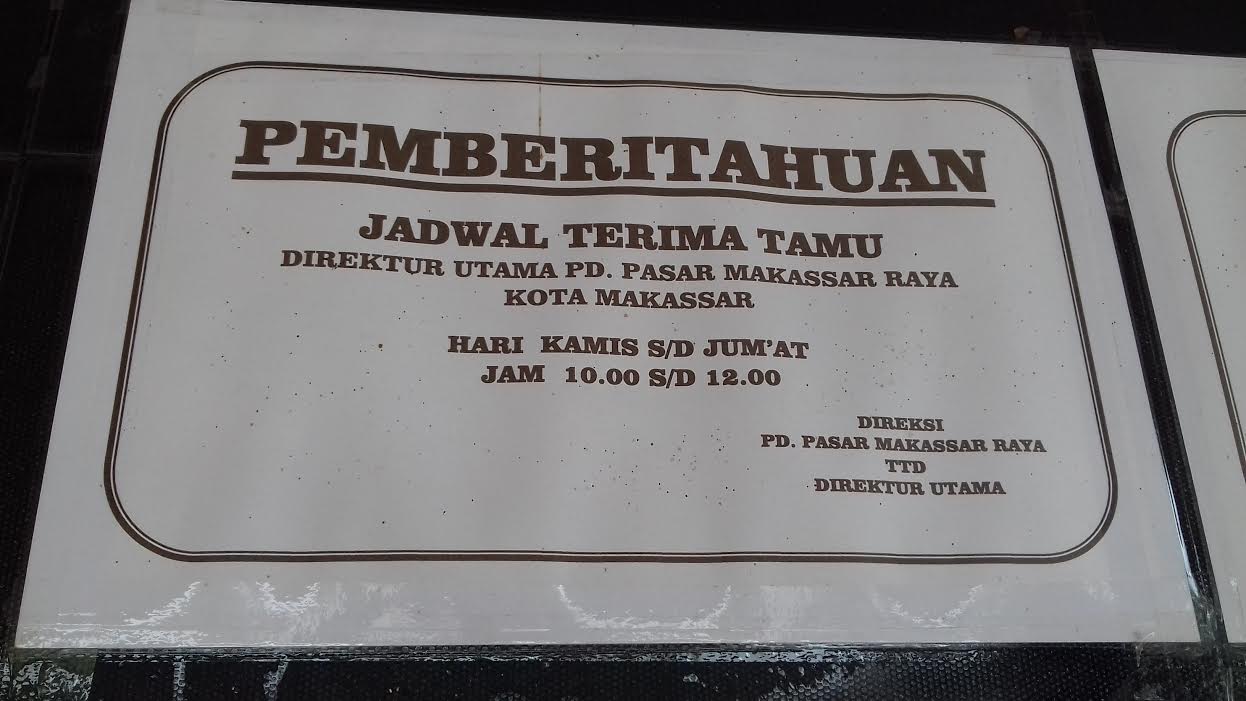 PEMBERITAHUAN
JADWAL TERIMA TAMU
DIREKTUR UTAMA PD. PASAR MAKASSAR RAYA
KOTA MAKASSAR
HARI KAMIS S/D JUM'AT
JAM 10.00 S/D 12.00
DIREKSI
PD. PASAR MAKASSAR RAYA
TTD
DIREKTUR UTAMA